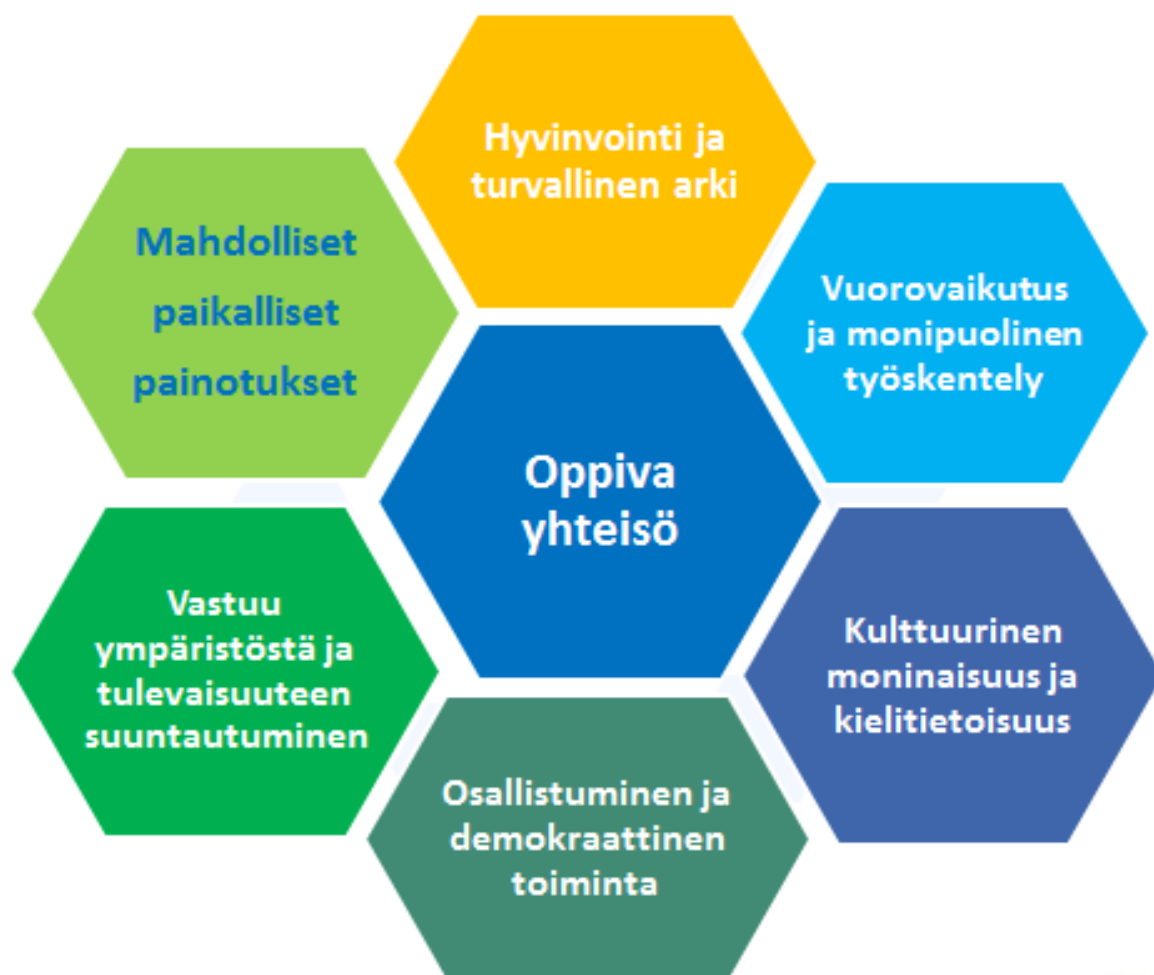 Hyvinvointi ja
turvallinen arki
Vuorovaikutus
ja monipuolinen
työskentely
Kulttuurinen
moninaisuus ja
kielitietoisuus
Osallistuminen ja
demokraattinen
toiminta
Vastuu
ympäristöstä ja
tulevaisuuteen
suuntautuminen
Mahdolliset
paikalliset
painotukset
Oppiva
yhteisö